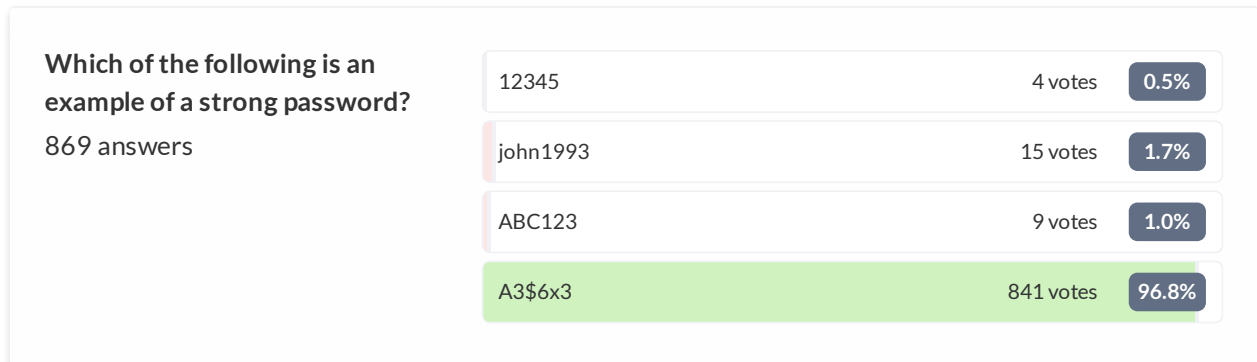 Which of the following is an
example of a strong password?
869 answers
12345 4 votes 0.5%
john1993 15 votes 1.7%
ABC123 9 votes 1.0%
A3$6x3 841 votes 96.8%